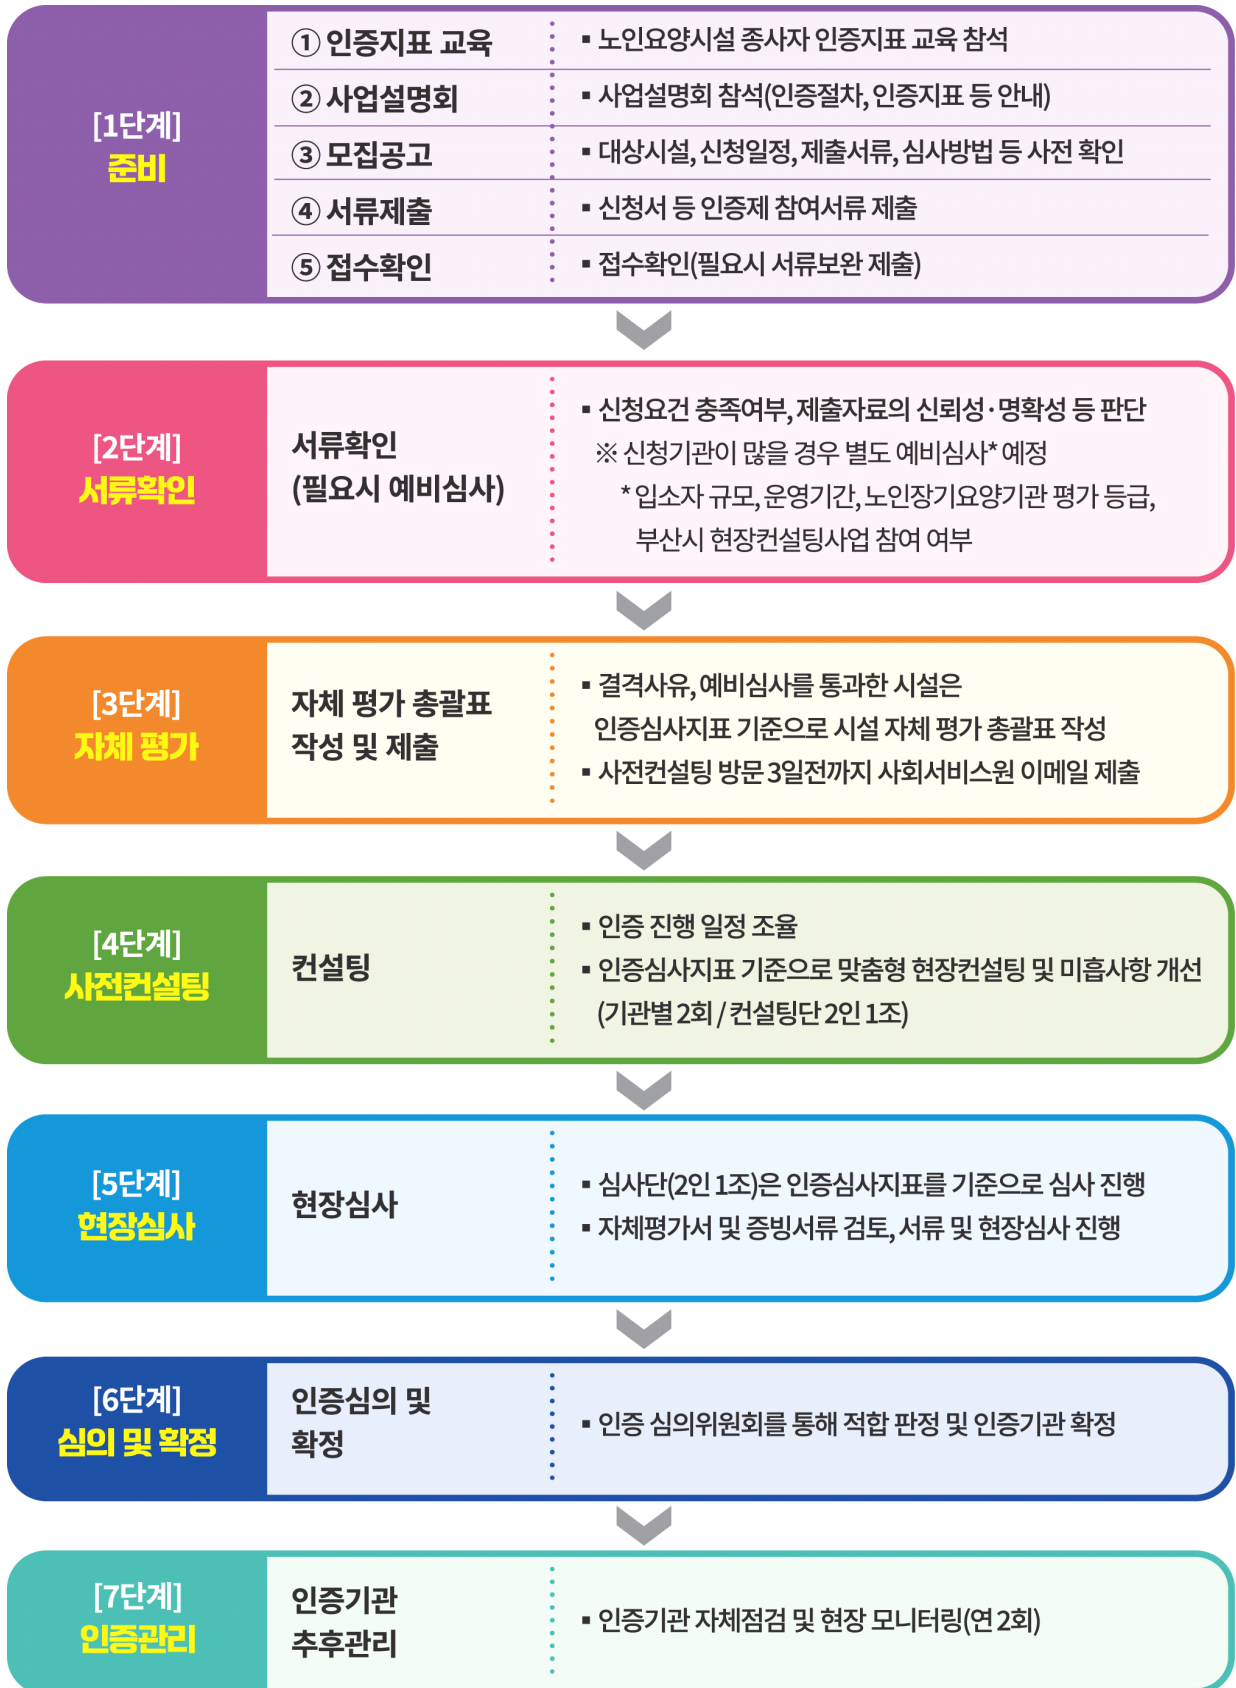 [1단계]
준비
① 인증지표 교육
▪ 노인요양시설 종사자 인증지표 교육 참석
② 사업설명회
▪ 사업설명회 참석(인증절차, 인증지표 등 안내)
③ 모집공고
▪ 대상시설, 신청일정, 제출서류, 심사방법 등 사전 확인
④ 서류제출
▪ 신청서 등 인증제 참여서류 제출
⑤ 접수확인
▪ 접수확인(필요시 서류보완 제출)
[2단계]
서류확인
서류확인
(필요시 예비심사)
▪ 신청요건 충족여부, 제출자료의 신뢰성·명확성 등 판단
※ 신청기관이 많을 경우 별도 예비심사* 예정
* 입소자 규모, 운영기간, 노인장기요양기관 평가 등급,
부산시 현장컨설팅사업 참여 여부
[3단계]
자체 평가
자체 평가 총괄표
작성 및 제출
▪ 결격사유, 예비심사를 통과한 시설은
인증심사지표 기준으로 시설 자체 평가 총괄표 작성
▪ 사전컨설팅 방문 3일전까지 사회서비스원 이메일 제출
[4단계]
사전컨설팅
컨설팅
▪ 인증 진행 일정 조율
▪ 인증심사지표 기준으로 맞춤형 현장컨설팅 및 미흡사항 개선
(기관별 2회 / 컨설팅단 2인 1조)
[5단계]
현장심사
현장심사
▪ 심사단(2인 1조)은 인증심사지표를 기준으로 심사 진행
▪ 자체평가서 및 증빙서류 검토, 서류 및 현장심사 진행
[6단계]
심의 및 확정
인증심의 및
확정
▪ 인증 심의위원회를 통해 적합 판정 및 인증기관 확정
[7단계]
인증관리
인증기관
추후관리
▪ 인증기관 자체점검 및 현장 모니터링(연 2회)